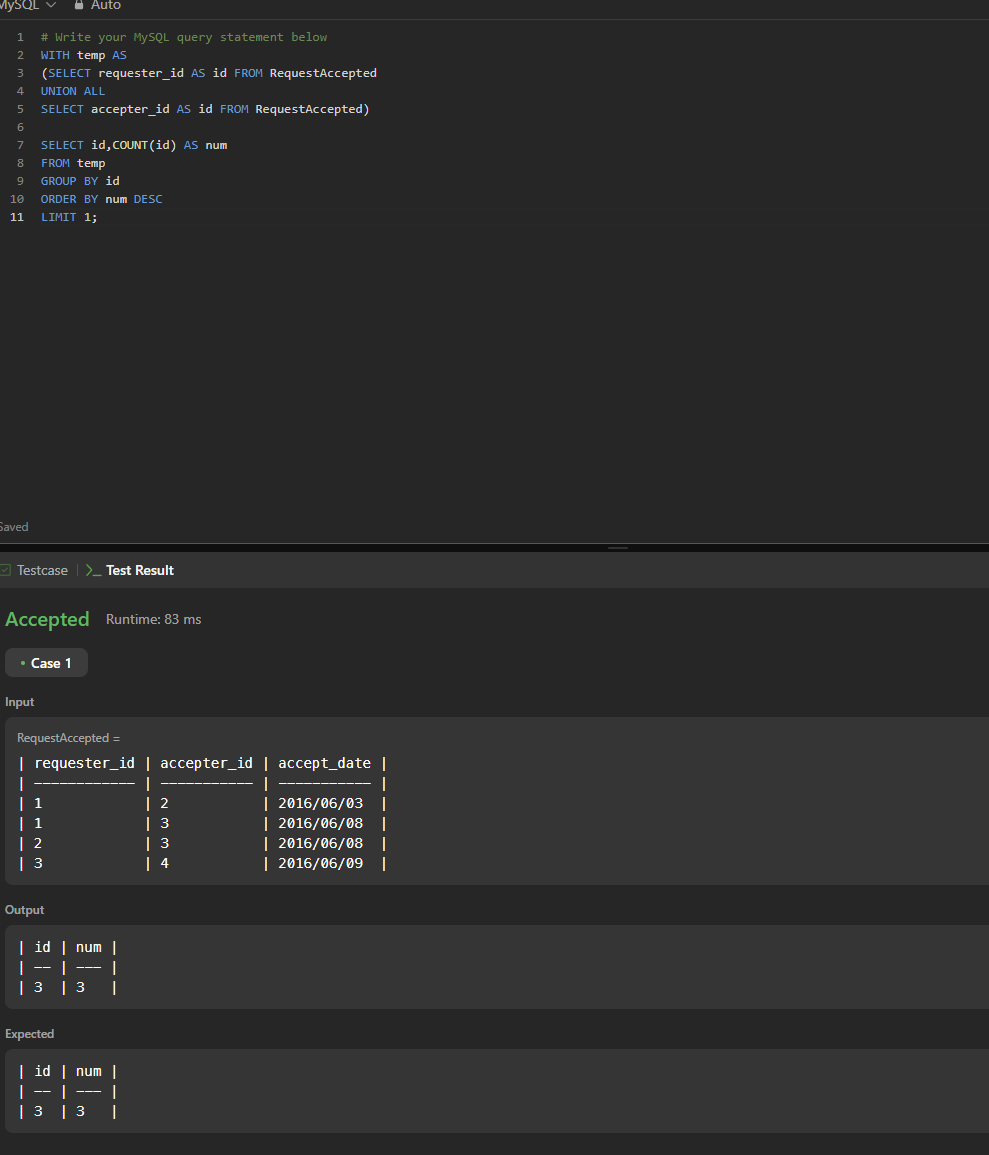 MySQL Auto
1 # Write your MySQL query statement below
2 WITH temp AS
3 (SELECT requester_id AS id FROM RequestAccepted
4 UNION ALL
5 SELECT accepter_id AS id FROM RequestAccepted)
6
7 SELECT id,COUNT(id) AS num
8 FROM temp
9 GROUP BY id
10 ORDER BY num DESC
11 LIMIT 1;
Saved
Testcase | >_ Test Result
Accepted Runtime: 83 ms
• Case 1
Input
RequestAccepted =
| requester_id | accepter_id | accept_date |
| ------------ | ----------- | ----------- |
| 1 | 2 | 2016/06/03 |
| 1 | 3 | 2016/06/08 |
| 2 | 3 | 2016/06/08 |
| 3 | 4 | 2016/06/09 |
Output
| id | num |
| -- | --- |
| 3 | 3 |
Expected
| id | num |
| -- | --- |
| 3 | 3 |